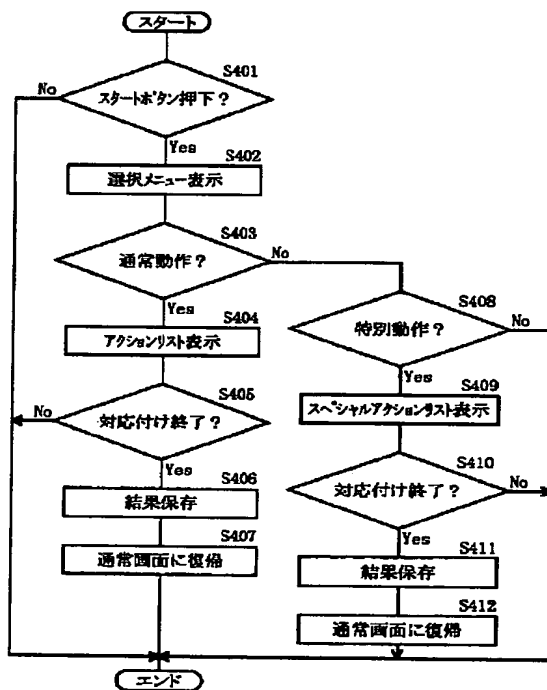 スタート
S401
No
スタートボタン押下？
Yes
S402
選択メニュー表示
S403
No
通常動作？
Yes
S404
アクションリスト表示
S405
No
対応付け終了？
Yes
S406
結果保存
S407
通常画面に復帰
S408
特別動作？
No
Yes
S409
スペシャルアクションリスト表示
S410
対応付け終了？
No
Yes
S411
結果保存
S412
通常画面に復帰
エンド